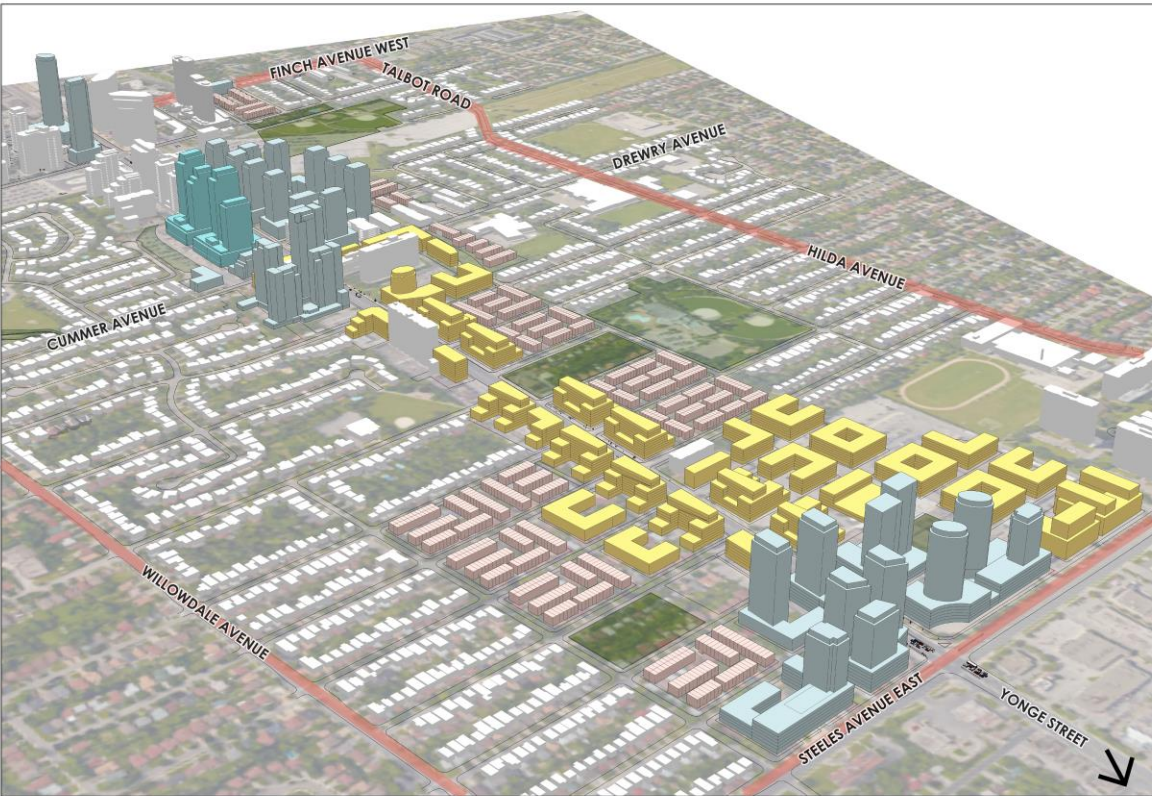 FINCH AVENUE WEST
TALBOT ROAD
DREWRY AVENUE
HILDA AVENUE
CUMMER AVENUE
WILLOWDALE AVENUE
STEELES AVENUE EAST
YONGE STREET